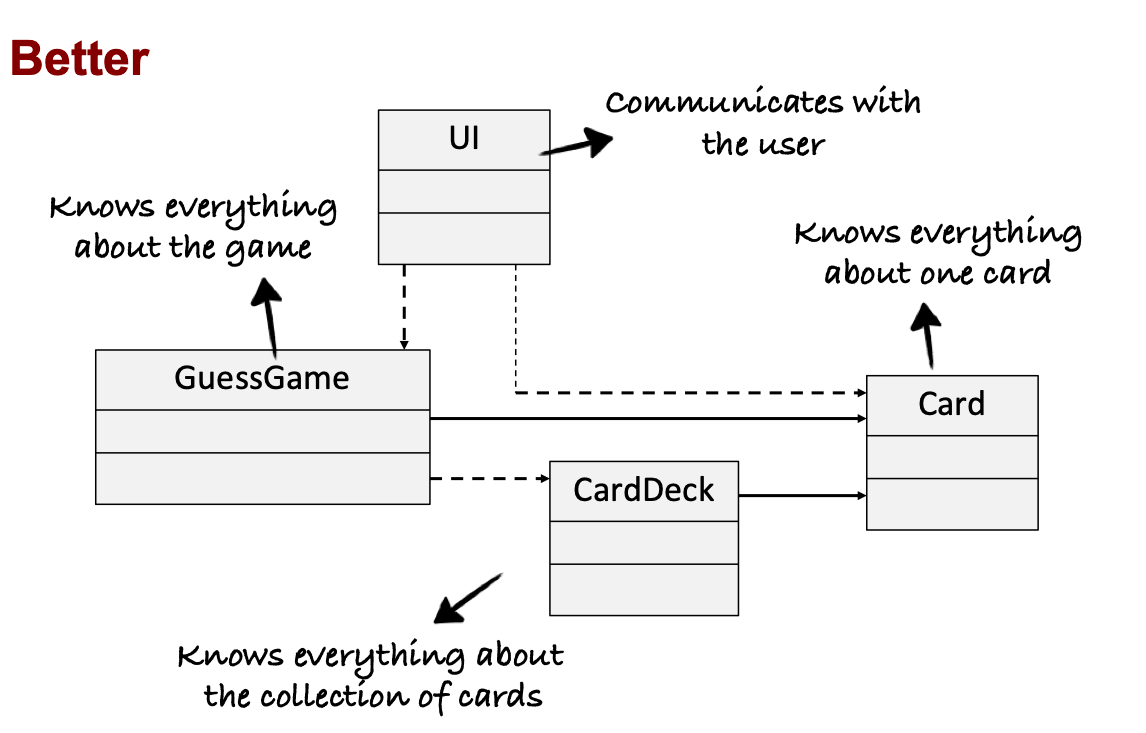 Better
Communicates with
the user
UI
Knows everything
about the game
Knows everything
about one card
GuessGame
Card
CardDeck
Knows everything about
the collection of cards